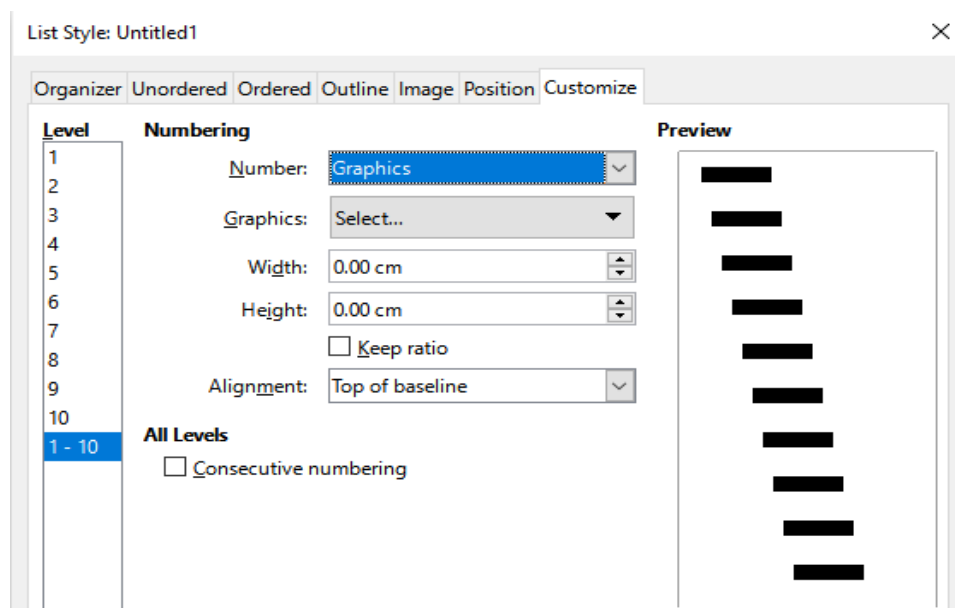 List Style: Untitled1
Organizer Unordered Ordered Outline Image Position Customize
Level
1
2
3
4
5
6
7
8
9
10
1 - 10
Numbering
Number: Graphics
Graphics: Select...
Width: 0.00 cm
Height: 0.00 cm
Keep ratio
Alignment: Top of baseline
All Levels
Consecutive numbering
Preview